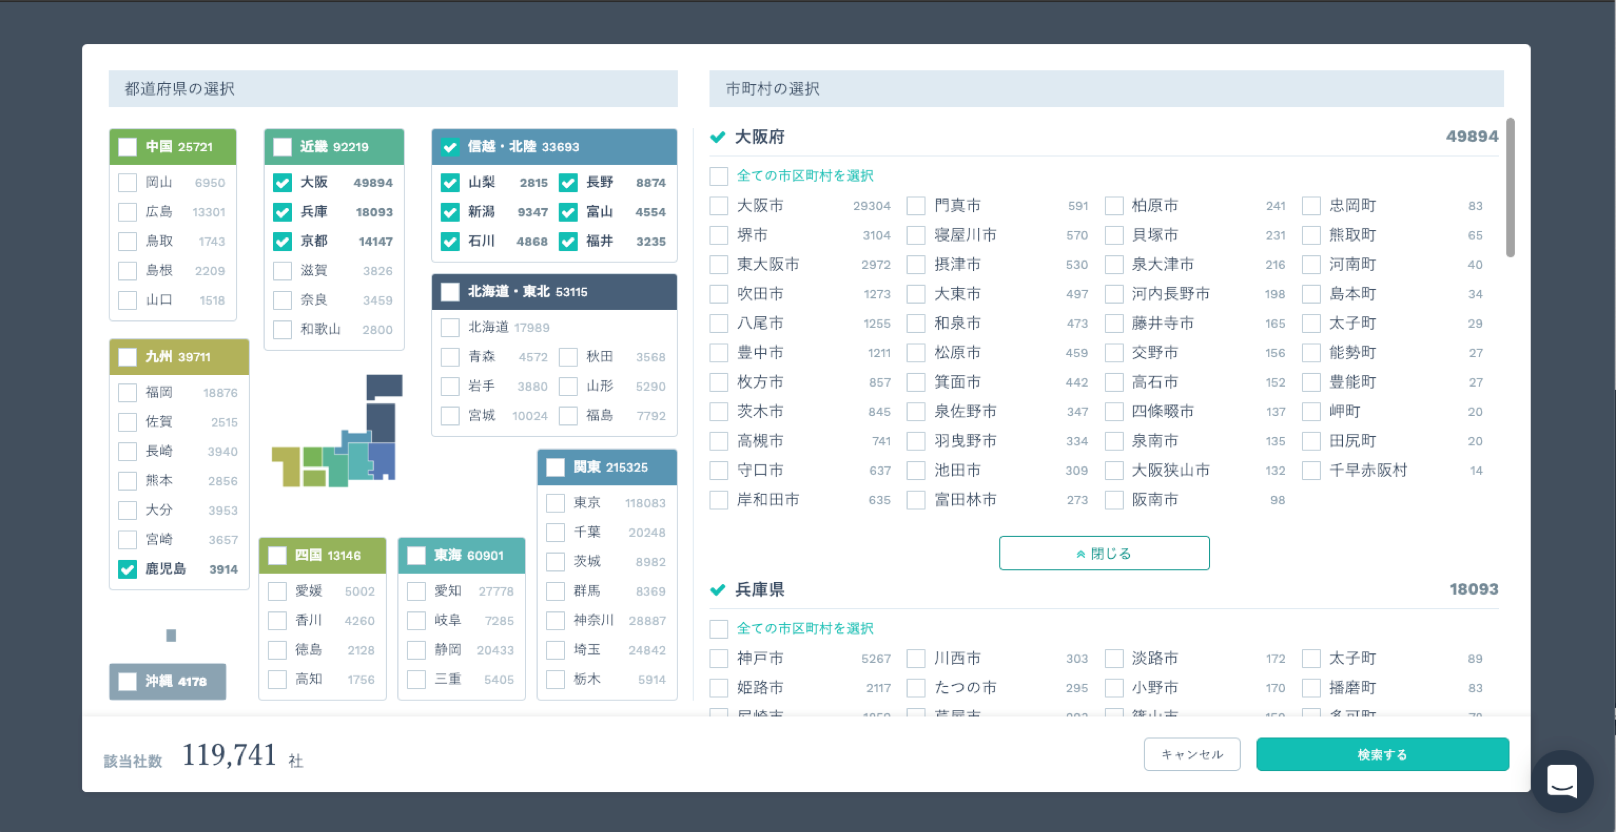 都道府県の選択
中国 25721
岡山 6950
広島 13301
鳥取 1743
島根 2209
山口 1518
近畿 92219
大阪 49894
兵庫 18093
京都 14147
滋賀 3826
奈良 3459
和歌山 2800
信越・北陸 33693
山梨 2815 長野 8874
新潟 9347 富山 4554
石川 4868 福井 3235
北海道・東北 53115
北海道 17989
青森 4572 秋田 3568
岩手 3880 山形 5290
宮城 10024 福島 7792
九州 39711
福岡 18876
佐賀 2515
長崎 3940
熊本 2856
大分 3953
宮崎 3657
鹿児島 3914
沖縄 4178
四国 13146
愛媛 5002
香川 4260
徳島 2128
高知 1756
東海 60901
愛知 27778
岐阜 7285
静岡 20433
三重 5405
関東 215325
東京 118083
千葉 20248
茨城 8982
群馬 8369
神奈川 28887
埼玉 24842
栃木 5914
市町村の選択
大阪府 49894
全ての市区町村を選択
大阪市 29304 門真市 591 柏原市 241 忠岡町 83
堺市 3104 寝屋川市 570 貝塚市 231 熊取町 65
東大阪市 2972 摂津市 530 泉大津市 216 河南町 40
吹田市 1273 大東市 497 河内長野市 198 島本町 34
八尾市 1255 和泉市 473 藤井寺市 165 太子町 29
豊中市 1211 松原市 459 交野市 156 能勢町 27
枚方市 857 箕面市 442 高石市 152 豊能町 27
茨木市 845 泉佐野市 347 四條畷市 137 岬町 20
高槻市 741 羽曳野市 334 泉南市 135 田尻町 20
守口市 637 池田市 309 大阪狭山市 132 千早赤阪村 14
岸和田市 635 富田林市 273 阪南市 98
閉じる
兵庫県 18093
全ての市区町村を選択
神戸市 5267 川西市 303 淡路市 172 太子町 89
姫路市 2117 たつの市 295 小野市 170 播磨町 83
該当社数 119,741 社
キャンセル
検索する